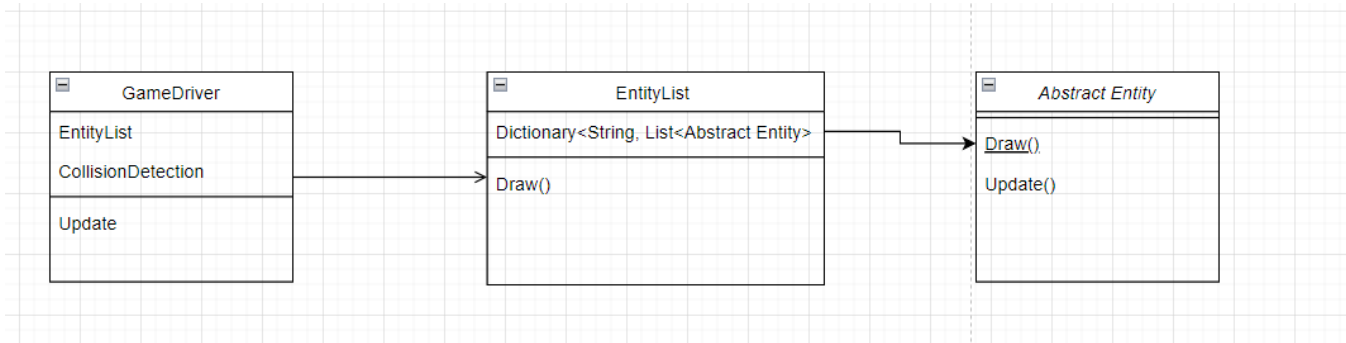 GameDriver
EntityList
CollisionDetection
Update
EntityList
Dictionary<String, List<Abstract Entity>
Draw()
Abstract Entity
Draw()
Update()